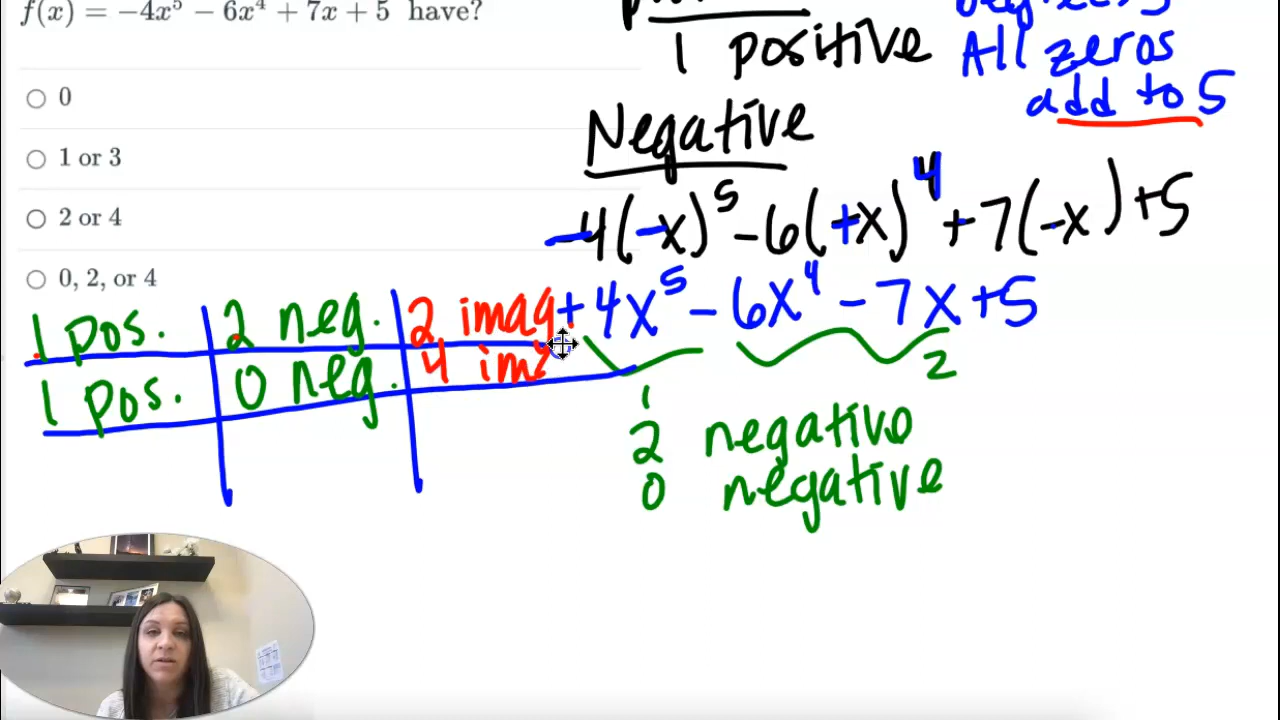 f(x) = −4x⁵ − 6x⁴ + 7x + 5 have?
0
1 or 3
2 or 4
0, 2, or 4
1 positive
All zeros
add to 5
Negative
-4(-x)⁵ -6(+x)⁴ +7(-x) +5
+4x⁵ - 6x⁴ - 7x +5
1 pos. 2 neg. 2 imag.
1 pos. 0 neg. 4
1
2
2 negative
0 negative